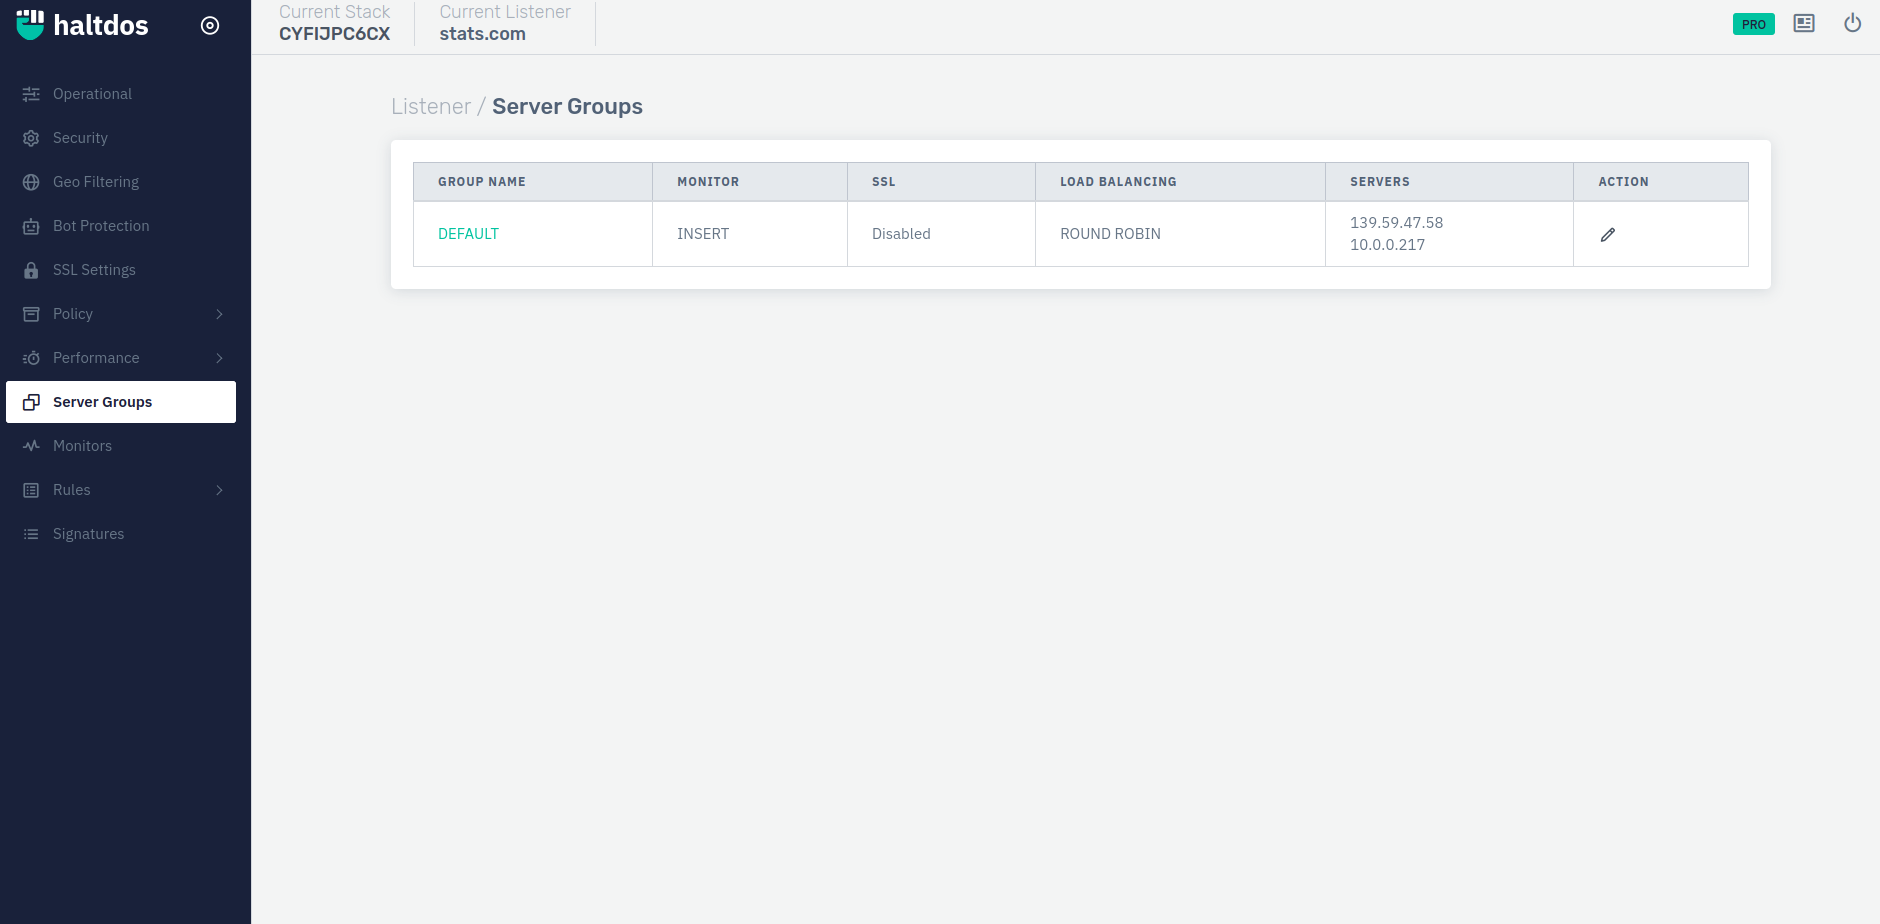 haltdos
Operational
Security
Geo Filtering
Bot Protection
SSL Settings
Policy
Performance
Server Groups
Monitors
Rules
Signatures
Current Stack
CYFIJPC6CX
Current Listener
stats.com
PRO
Listener / Server Groups
GROUP NAME MONITOR SSL LOAD BALANCING SERVERS ACTION
DEFAULT INSERT Disabled ROUND ROBIN 139.59.47.58
10.0.0.217